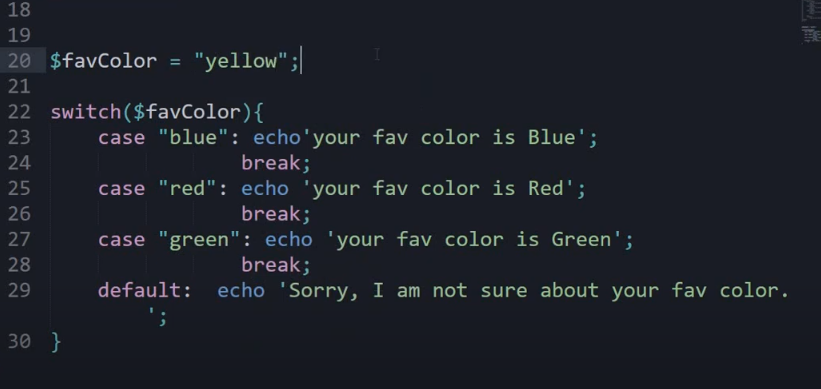 18
19
20 $favColor = "yellow";
21
22 switch($favColor){
23     case "blue": echo'your fav color is Blue';
24                 break;
25     case "red": echo 'your fav color is Red';
26                 break;
27     case "green": echo 'your fav color is Green';
28                 break;
29     default:  echo 'Sorry, I am not sure about your fav color.
        ';
30 }